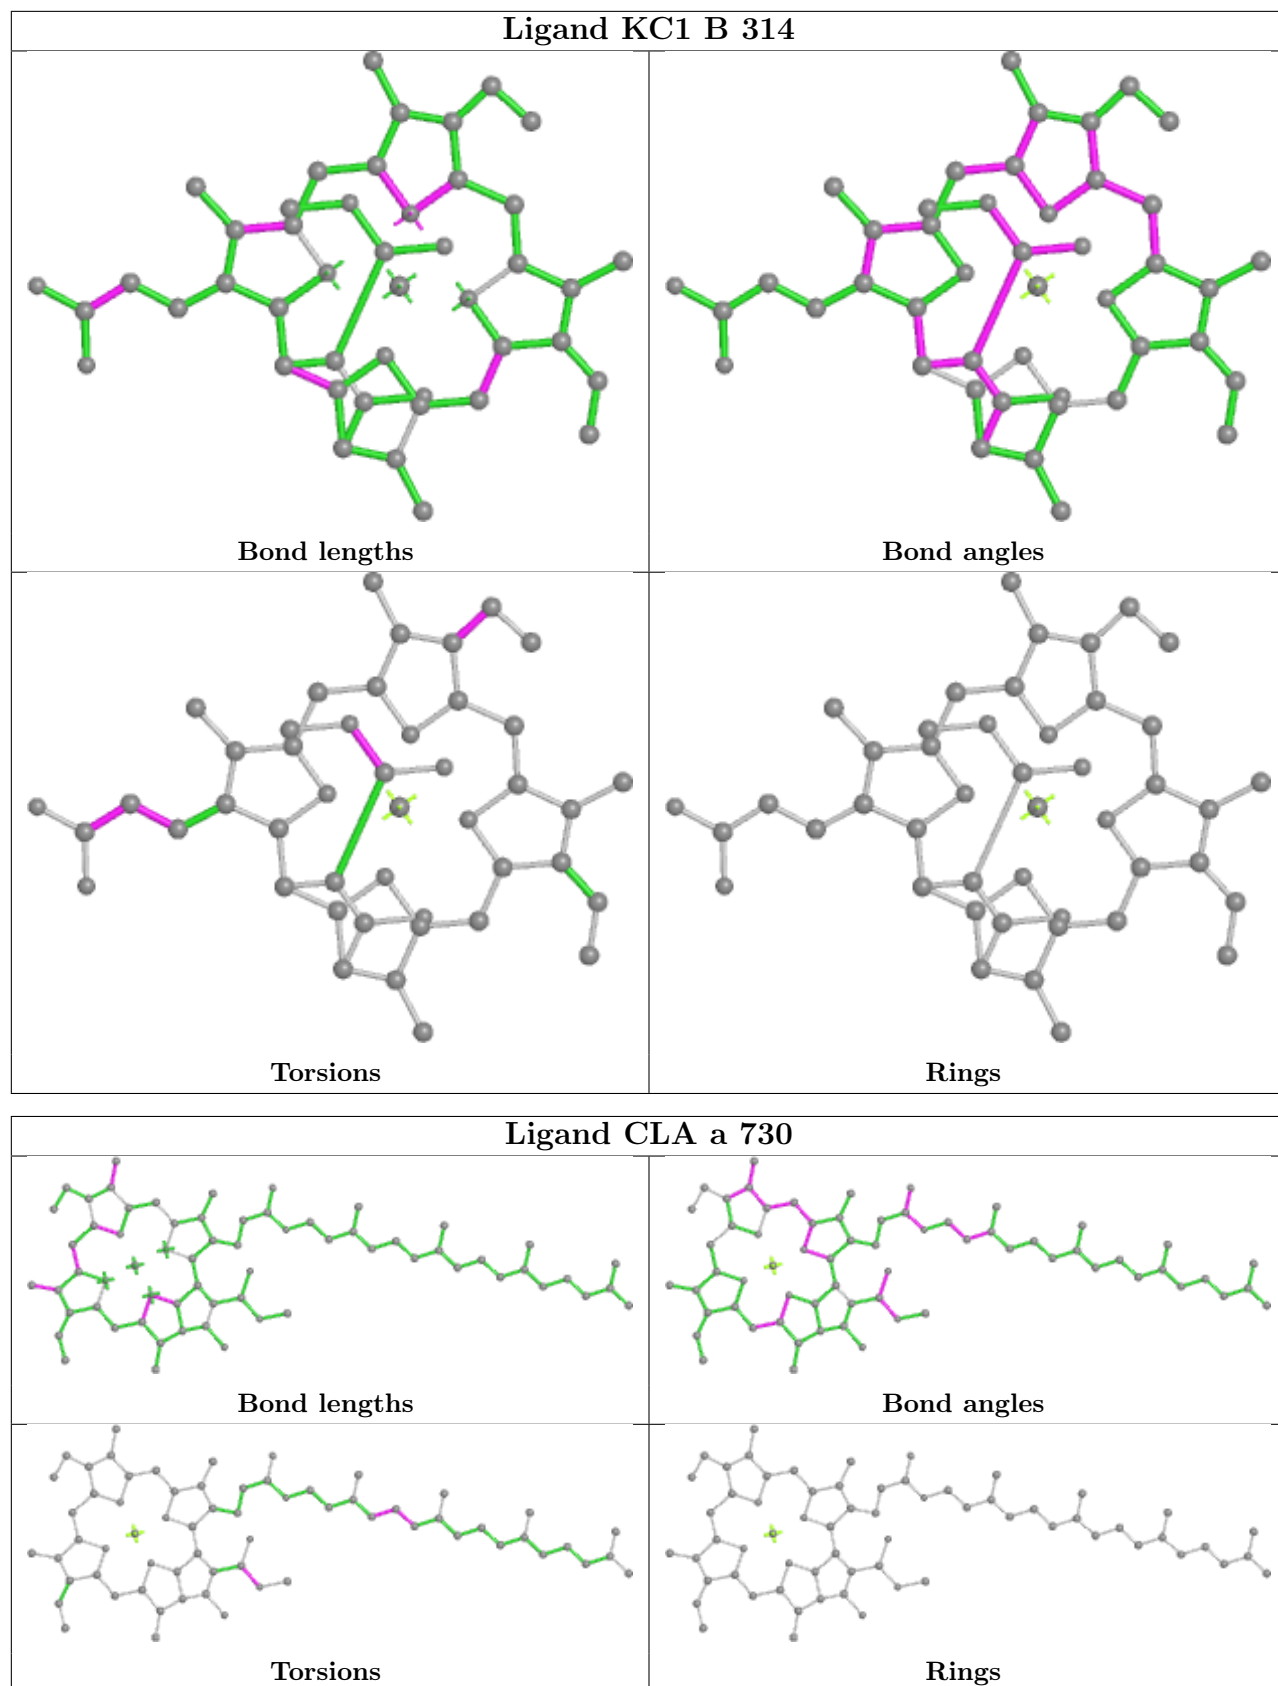 Ligand KC1 B 314
Bond lengths
Bond angles
Torsions
Rings
Ligand CLA a 730
Bond lengths
Bond angles
Torsions
Rings